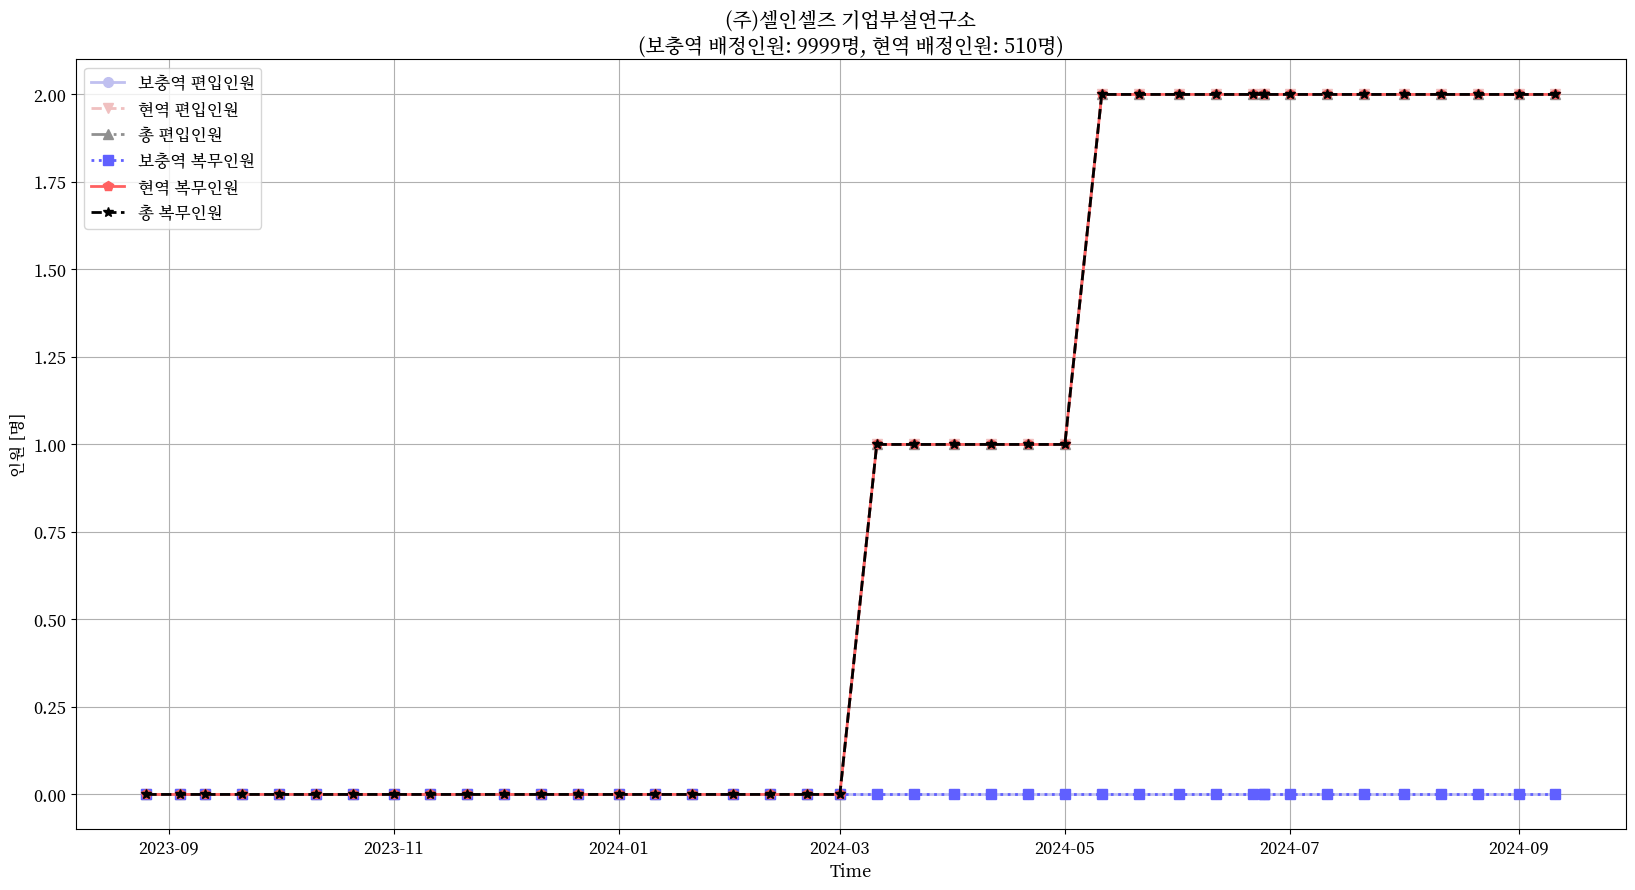 (주)셀인셀즈 기업부설연구소
(보충역 배정인원: 9999명, 현역 배정인원: 510명)
보충역 편입인원
현역 편입인원
총 편입인원
보충역 복무인원
현역 복무인원
총 복무인원
2.00
1.75
1.50
1.25
1.00
0.75
0.50
0.25
0.00
인원 [명]
2023-09
2023-11
2024-01
2024-03
2024-05
2024-07
2024-09
Time